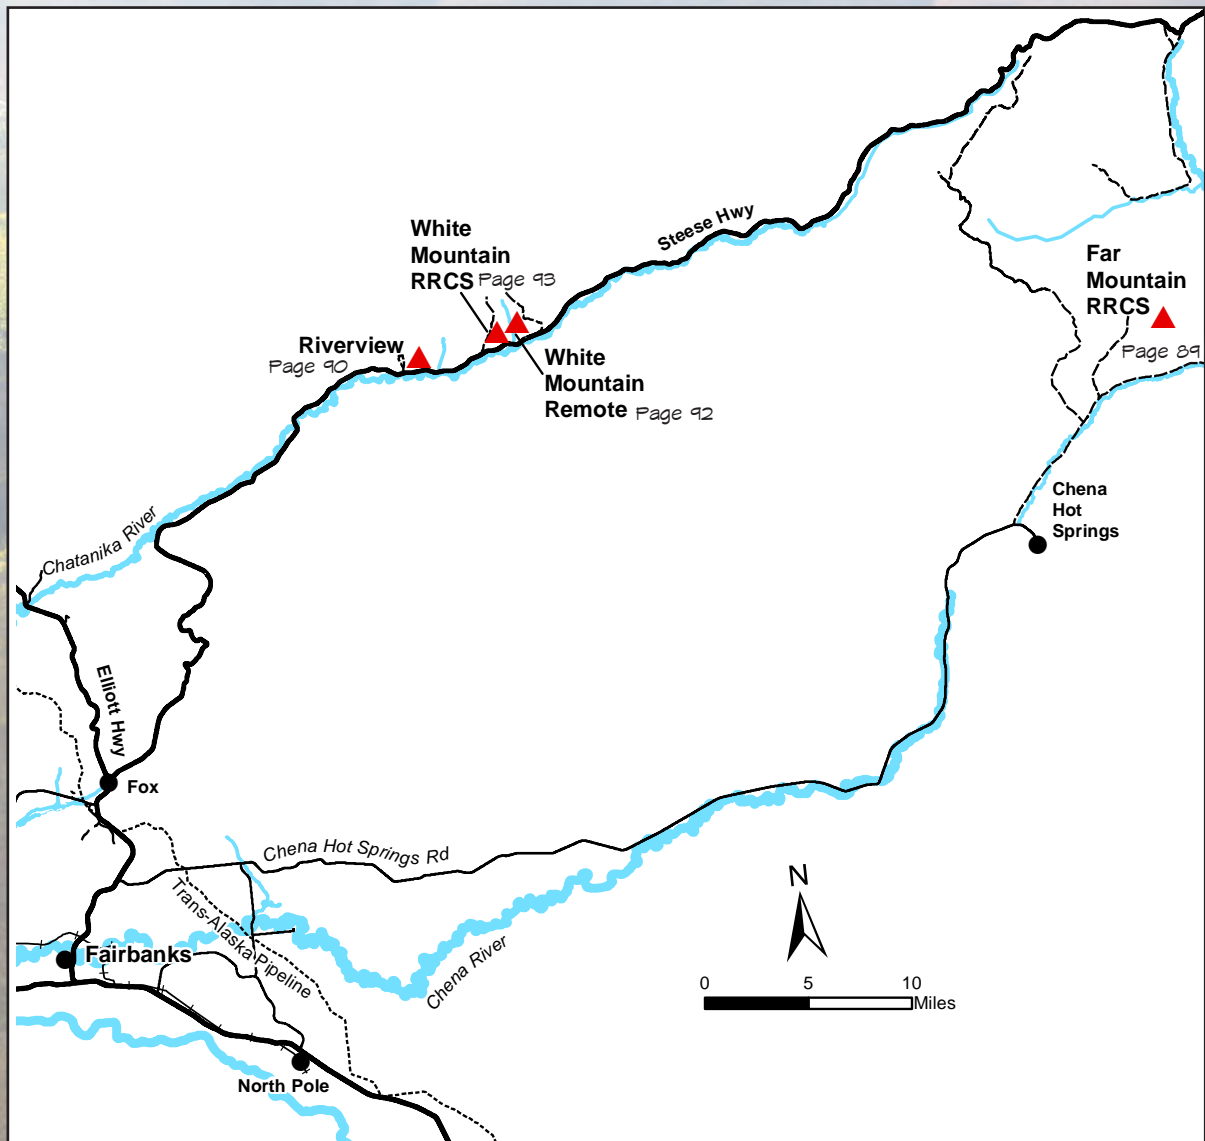 White
Mountain
RRCS Page 93
Steese Hwy
Far
Mountain
RRCS
Page 89
Riverview
Page 90
White
Mountain
Remote Page 92
Chena
Hot
Springs
Chatanika River
Elliott Hwy
Fox
Chena Hot Springs Rd
Trans-Alaska Pipeline
Fairbanks
Chena River
North Pole
N
0 5 10
Miles